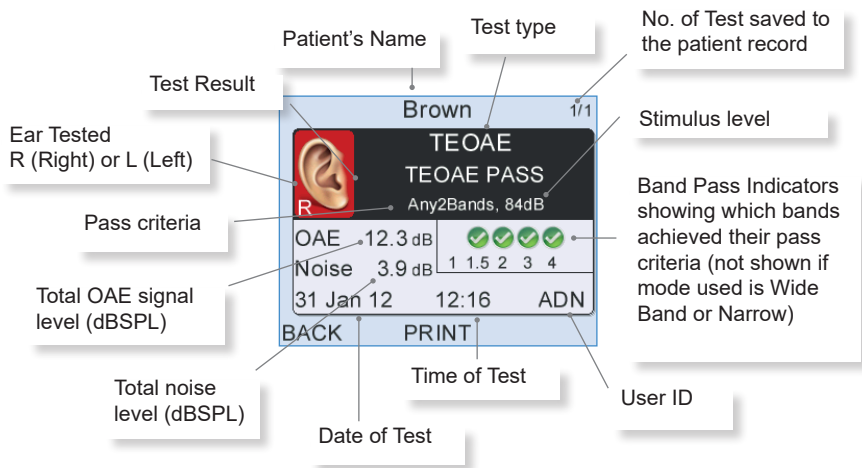 Patient's Name
Test type
No. of Test saved to
the patient record
Test Result
Ear Tested
R (Right) or L (Left)
Pass criteria
Total OAE signal
level (dBSPL)
Total noise
level (dBSPL)
Brown 1/1
TEOAE
TEOAE PASS
R
Any2Bands, 84dB
OAE 12.3 dB
Noise 3.9 dB
1 1.5 2 3 4
31 Jan 12 12:16 ADN
BACK PRINT
Stimulus level
Band Pass Indicators
showing which bands
achieved their pass
criteria (not shown if
mode used is Wide
Band or Narrow)
Date of Test
Time of Test
User ID